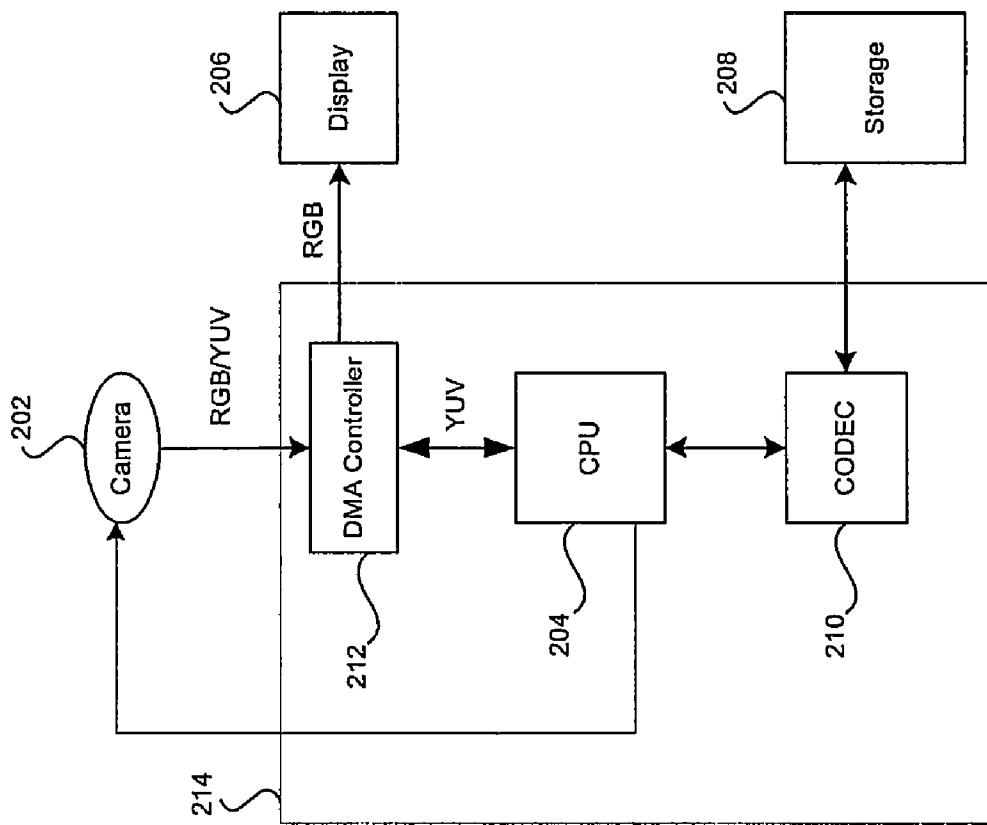 214
202
Camera
RGB/YUV
212
DMA Controller
RGB
206
Display
YUV
204
CPU
210
CODEC
208
Storage